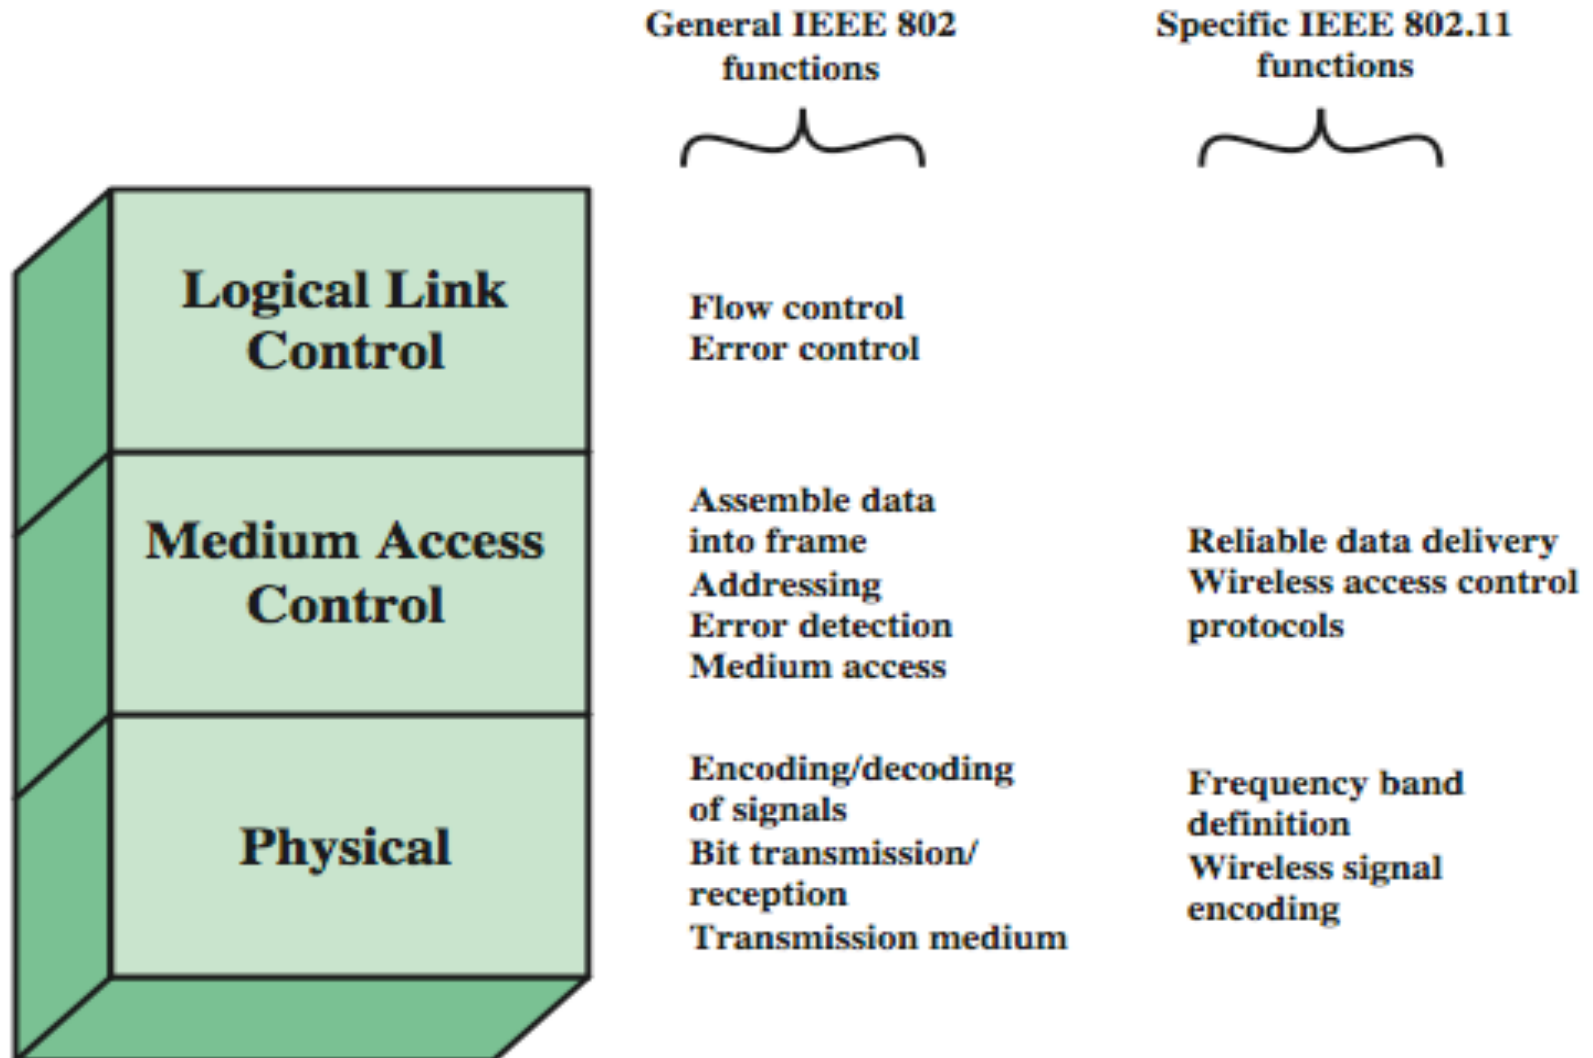 General IEEE 802
functions
Specific IEEE 802.11
functions
Logical Link
Control
Flow control
Error control
Medium Access
Control
Assemble data
into frame
Addressing
Error detection
Medium access
Reliable data delivery
Wireless access control
protocols
Physical
Encoding/decoding
of signals
Bit transmission/
reception
Transmission medium
Frequency band
definition
Wireless signal
encoding